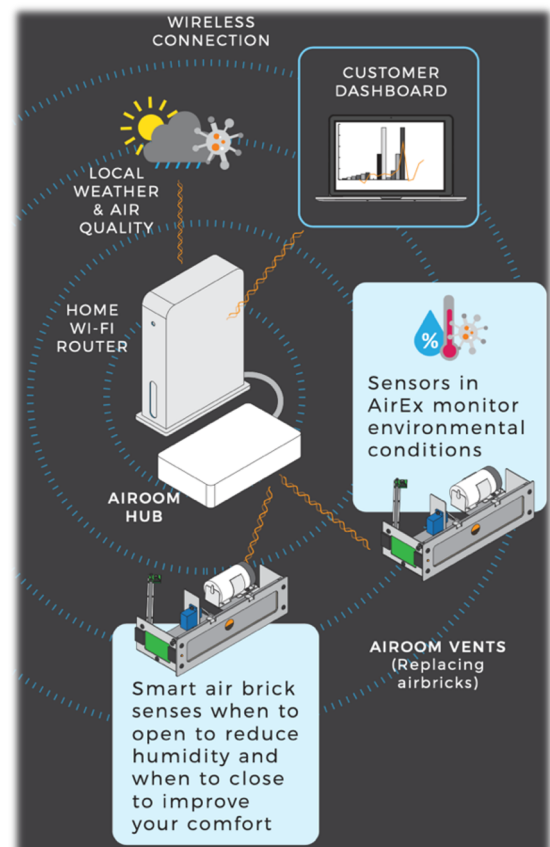 WIRELESS
CONNECTION
CUSTOMER
DASHBOARD
LOCAL
WEATHER
& AIR
QUALITY
HOME
WI-FI
ROUTER
%
Sensors in
AirEx monitor
environmental
conditions
AIROOM
HUB
AIROOM VENTS
(Replacing
airbricks)
Smart air brick
senses when to
open to reduce
humidity and
when to close
to improve
your comfort